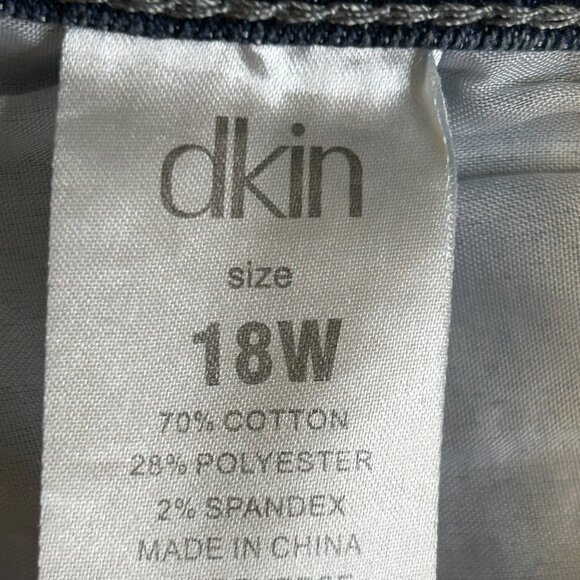 dkin
size
18W
70% COTTON
28% POLYESTER
2% SPANDEX
MADE IN CHINA